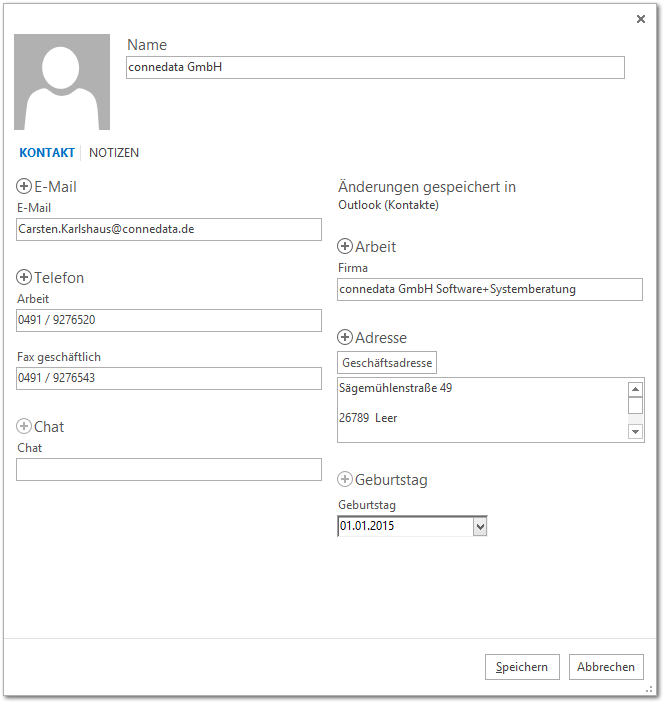 Name
connedata GmbH
KONTAKT
NOTIZEN
E-Mail
E-Mail
Carsten.Karlshaus@connedata.de
Telefon
Arbeit
0491 / 9276520
Fax geschäftlich
0491 / 9276543
Chat
Chat
Änderungen gespeichert in
Outlook (Kontakte)
Arbeit
Firma
connedata GmbH Software+Systemberatung
Adresse
Geschäftsadresse
Sägemühlenstraße 49
26789  Leer
Geburtstag
Geburtstag
01.01.2015
Speichern
Abbrechen